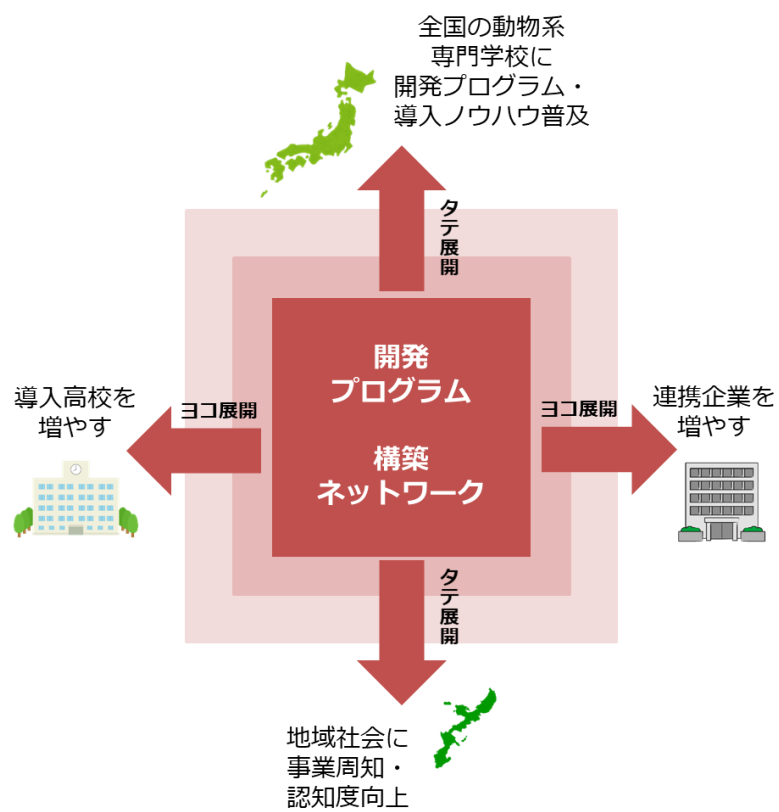 全国の動物系
専門学校に
開発プログラム・
導入ノウハウ普及
タテ展開
開発
プログラム
構築
ネットワーク
導入高校を
増やす
ヨコ展開
ヨコ展開
連携企業を
増やす
タテ展開
地域社会に
事業周知・
認知度向上